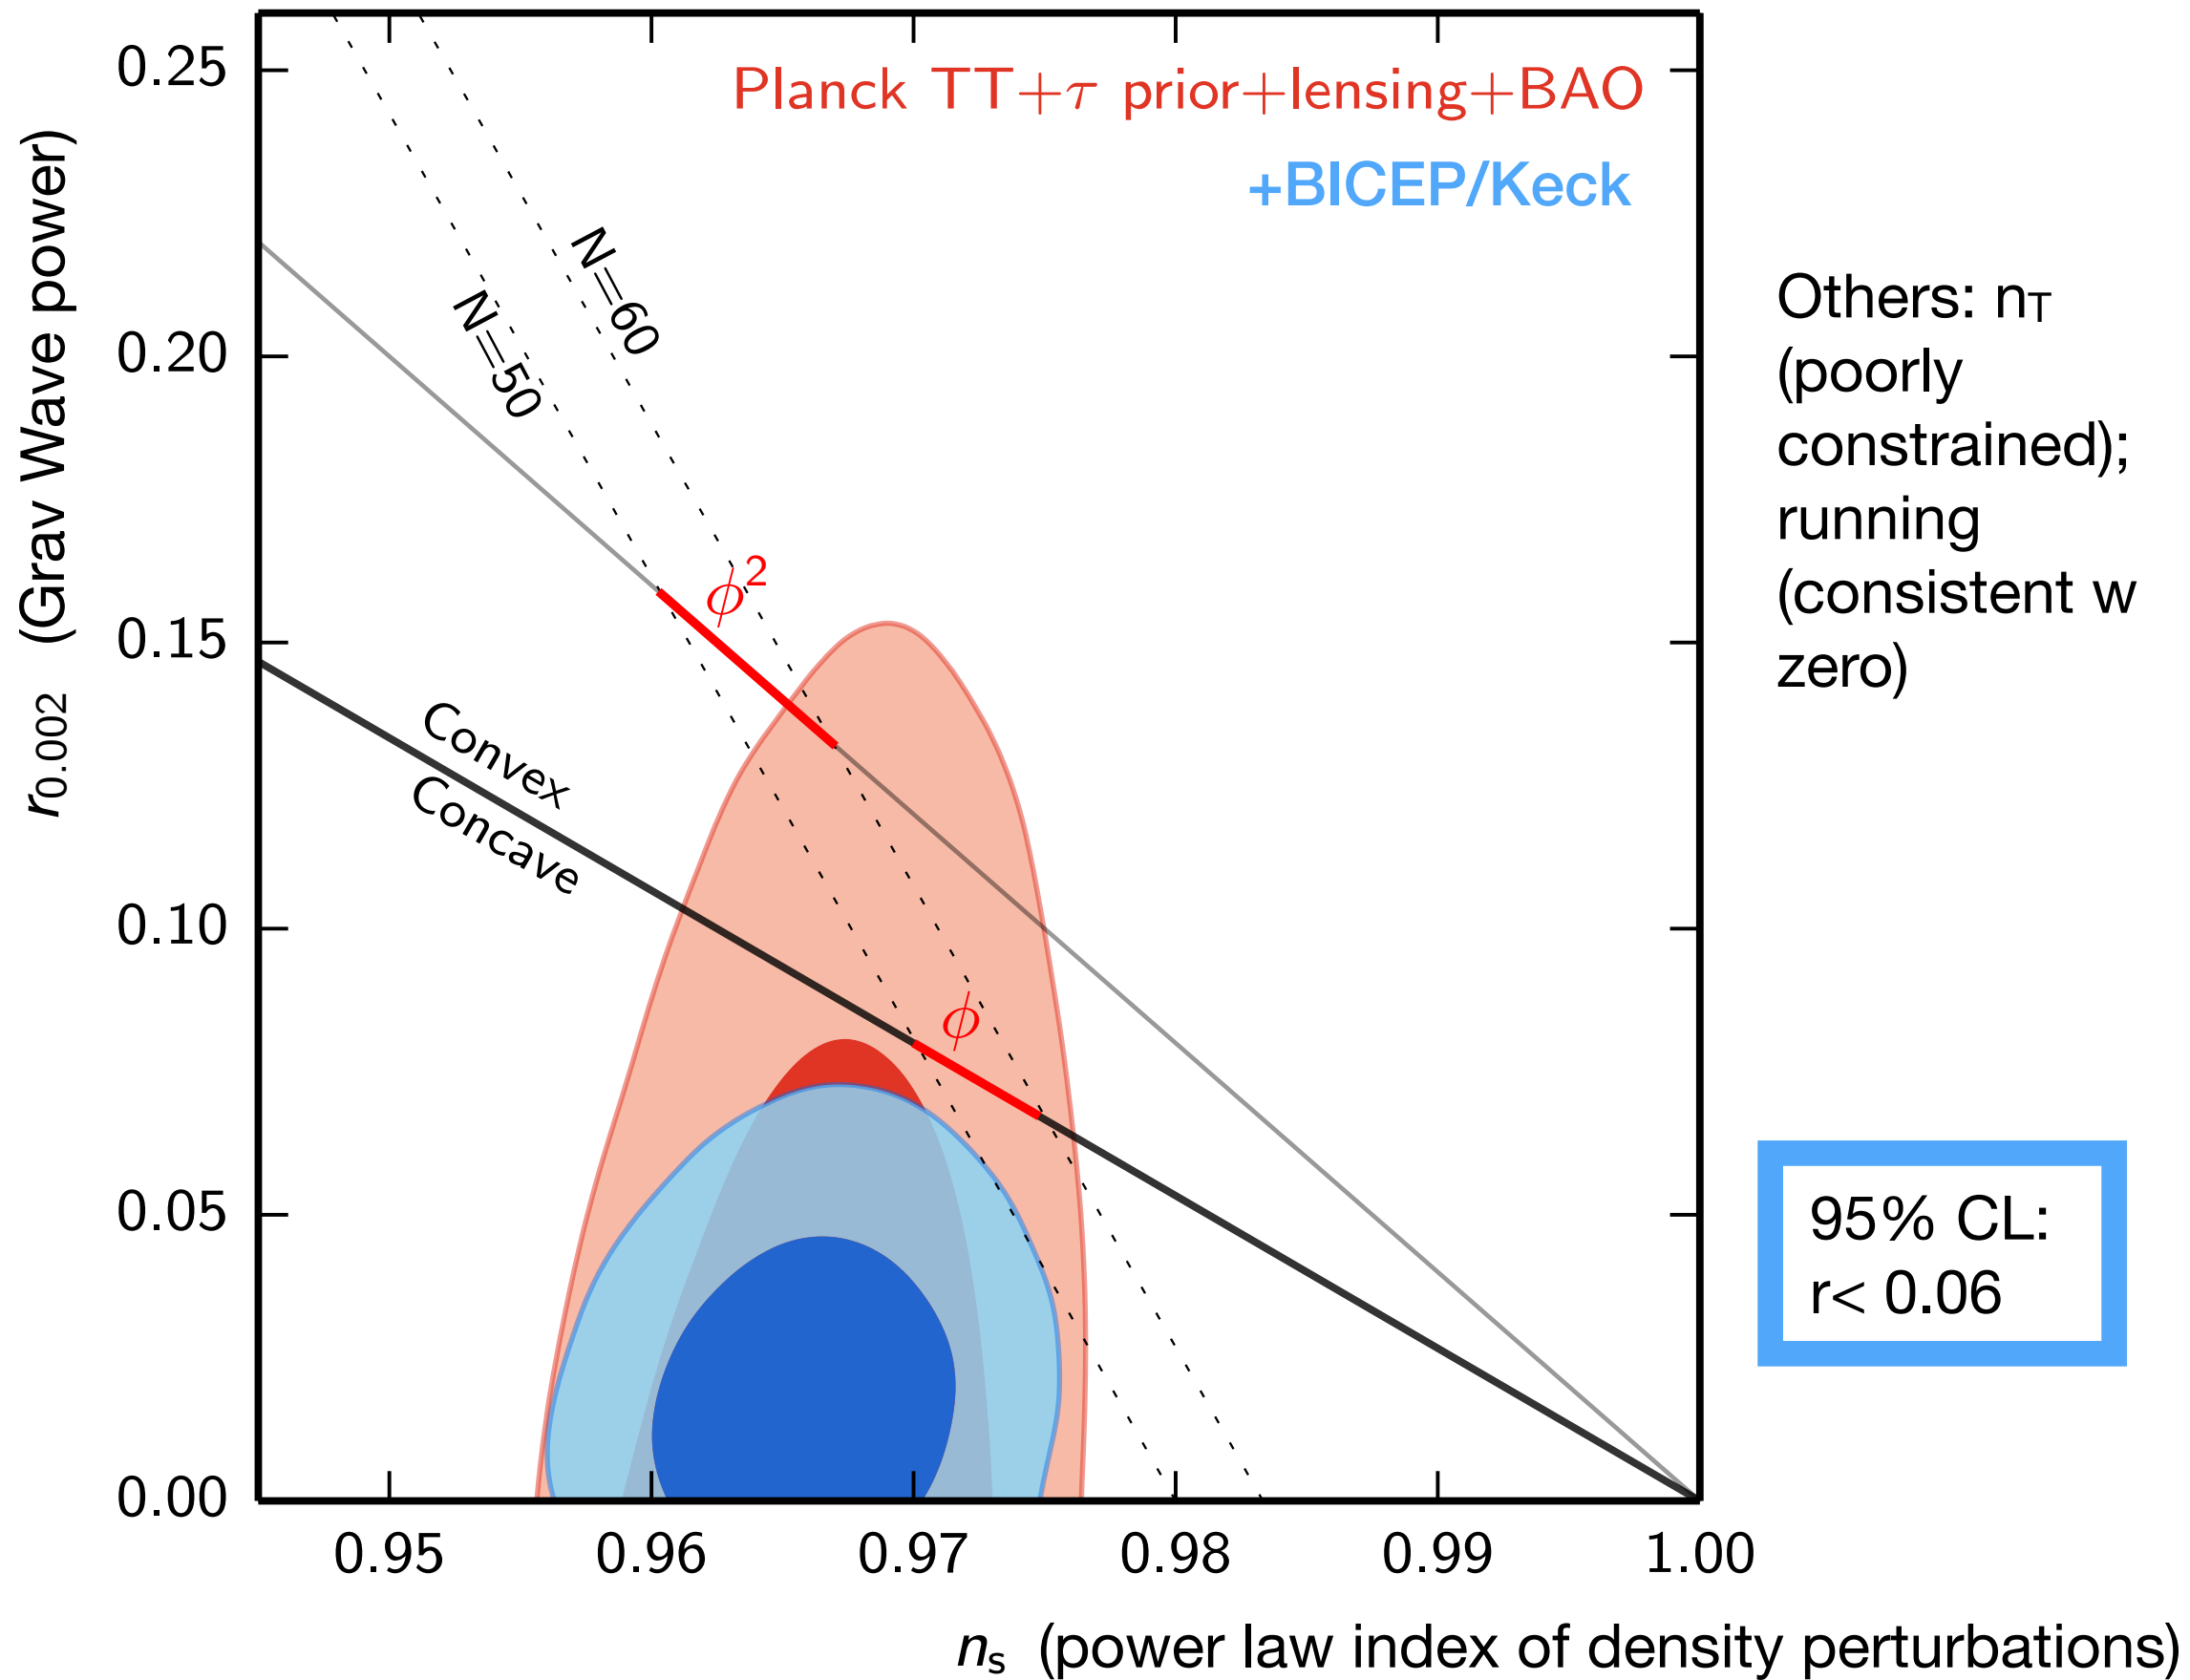 0.25
0.20
0.15
0.10
0.05
0.00
r0.002 (Grav Wave power)
Planck TT+τ prior+lensing+BAO
+BICEP/Keck
N=60
N=50
ϕ2
Convex
Concave
ϕ
0.95 0.96 0.97 0.98 0.99 1.00
ns (power law index of density perturbations)
Others: nT
(poorly
constrained);
running
(consistent w
zero)
95% CL:
r< 0.06